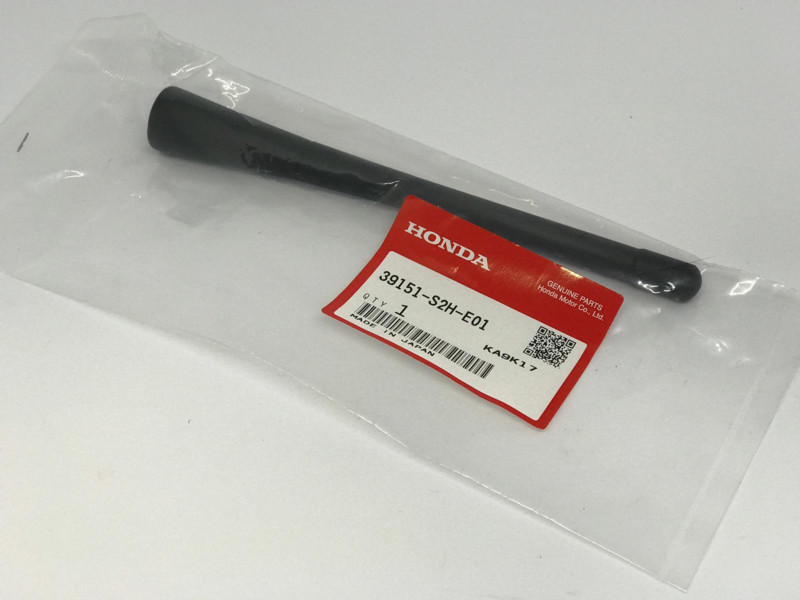 HONDA
GENUINE PARTS
Honda Motor Co., Ltd.
39151-S2H-E01
QTY 1
MADE IN JAPAN
KA9K17